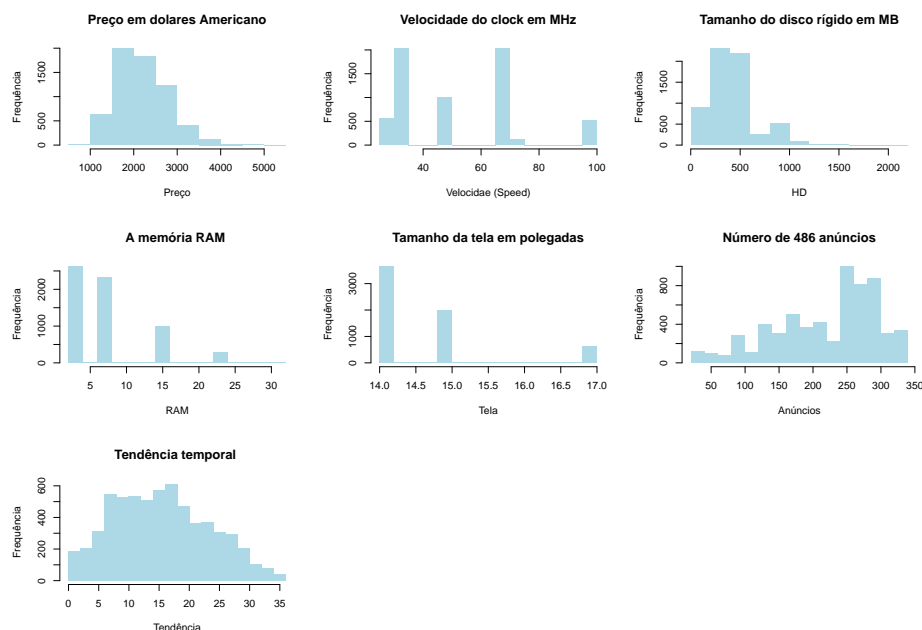 Preço em dolares Americano
Frequência
0 500 1500
1000 2000 3000 4000 5000
Preço
Velocidade do clock em MHz
Frequência
0 500 1500
40 60 80 100
Velocidae (Speed)
Tamanho do disco rígido em MB
Frequência
0 500 1500
0 500 1000 1500 2000
HD
A memória RAM
Frequência
0 1000 2000
5 10 15 20 25 30
RAM
Tamanho da tela em polegadas
Frequência
0 1000 3000
14.0 14.5 15.0 15.5 16.0 16.5 17.0
Tela
Número de 486 anúncios
Frequência
0 400 800
50 100 150 200 250 300 350
Anúncios
Tendência temporal
Frequência
0 200 400 600
0 5 10 15 20 25 30 35
Tendência